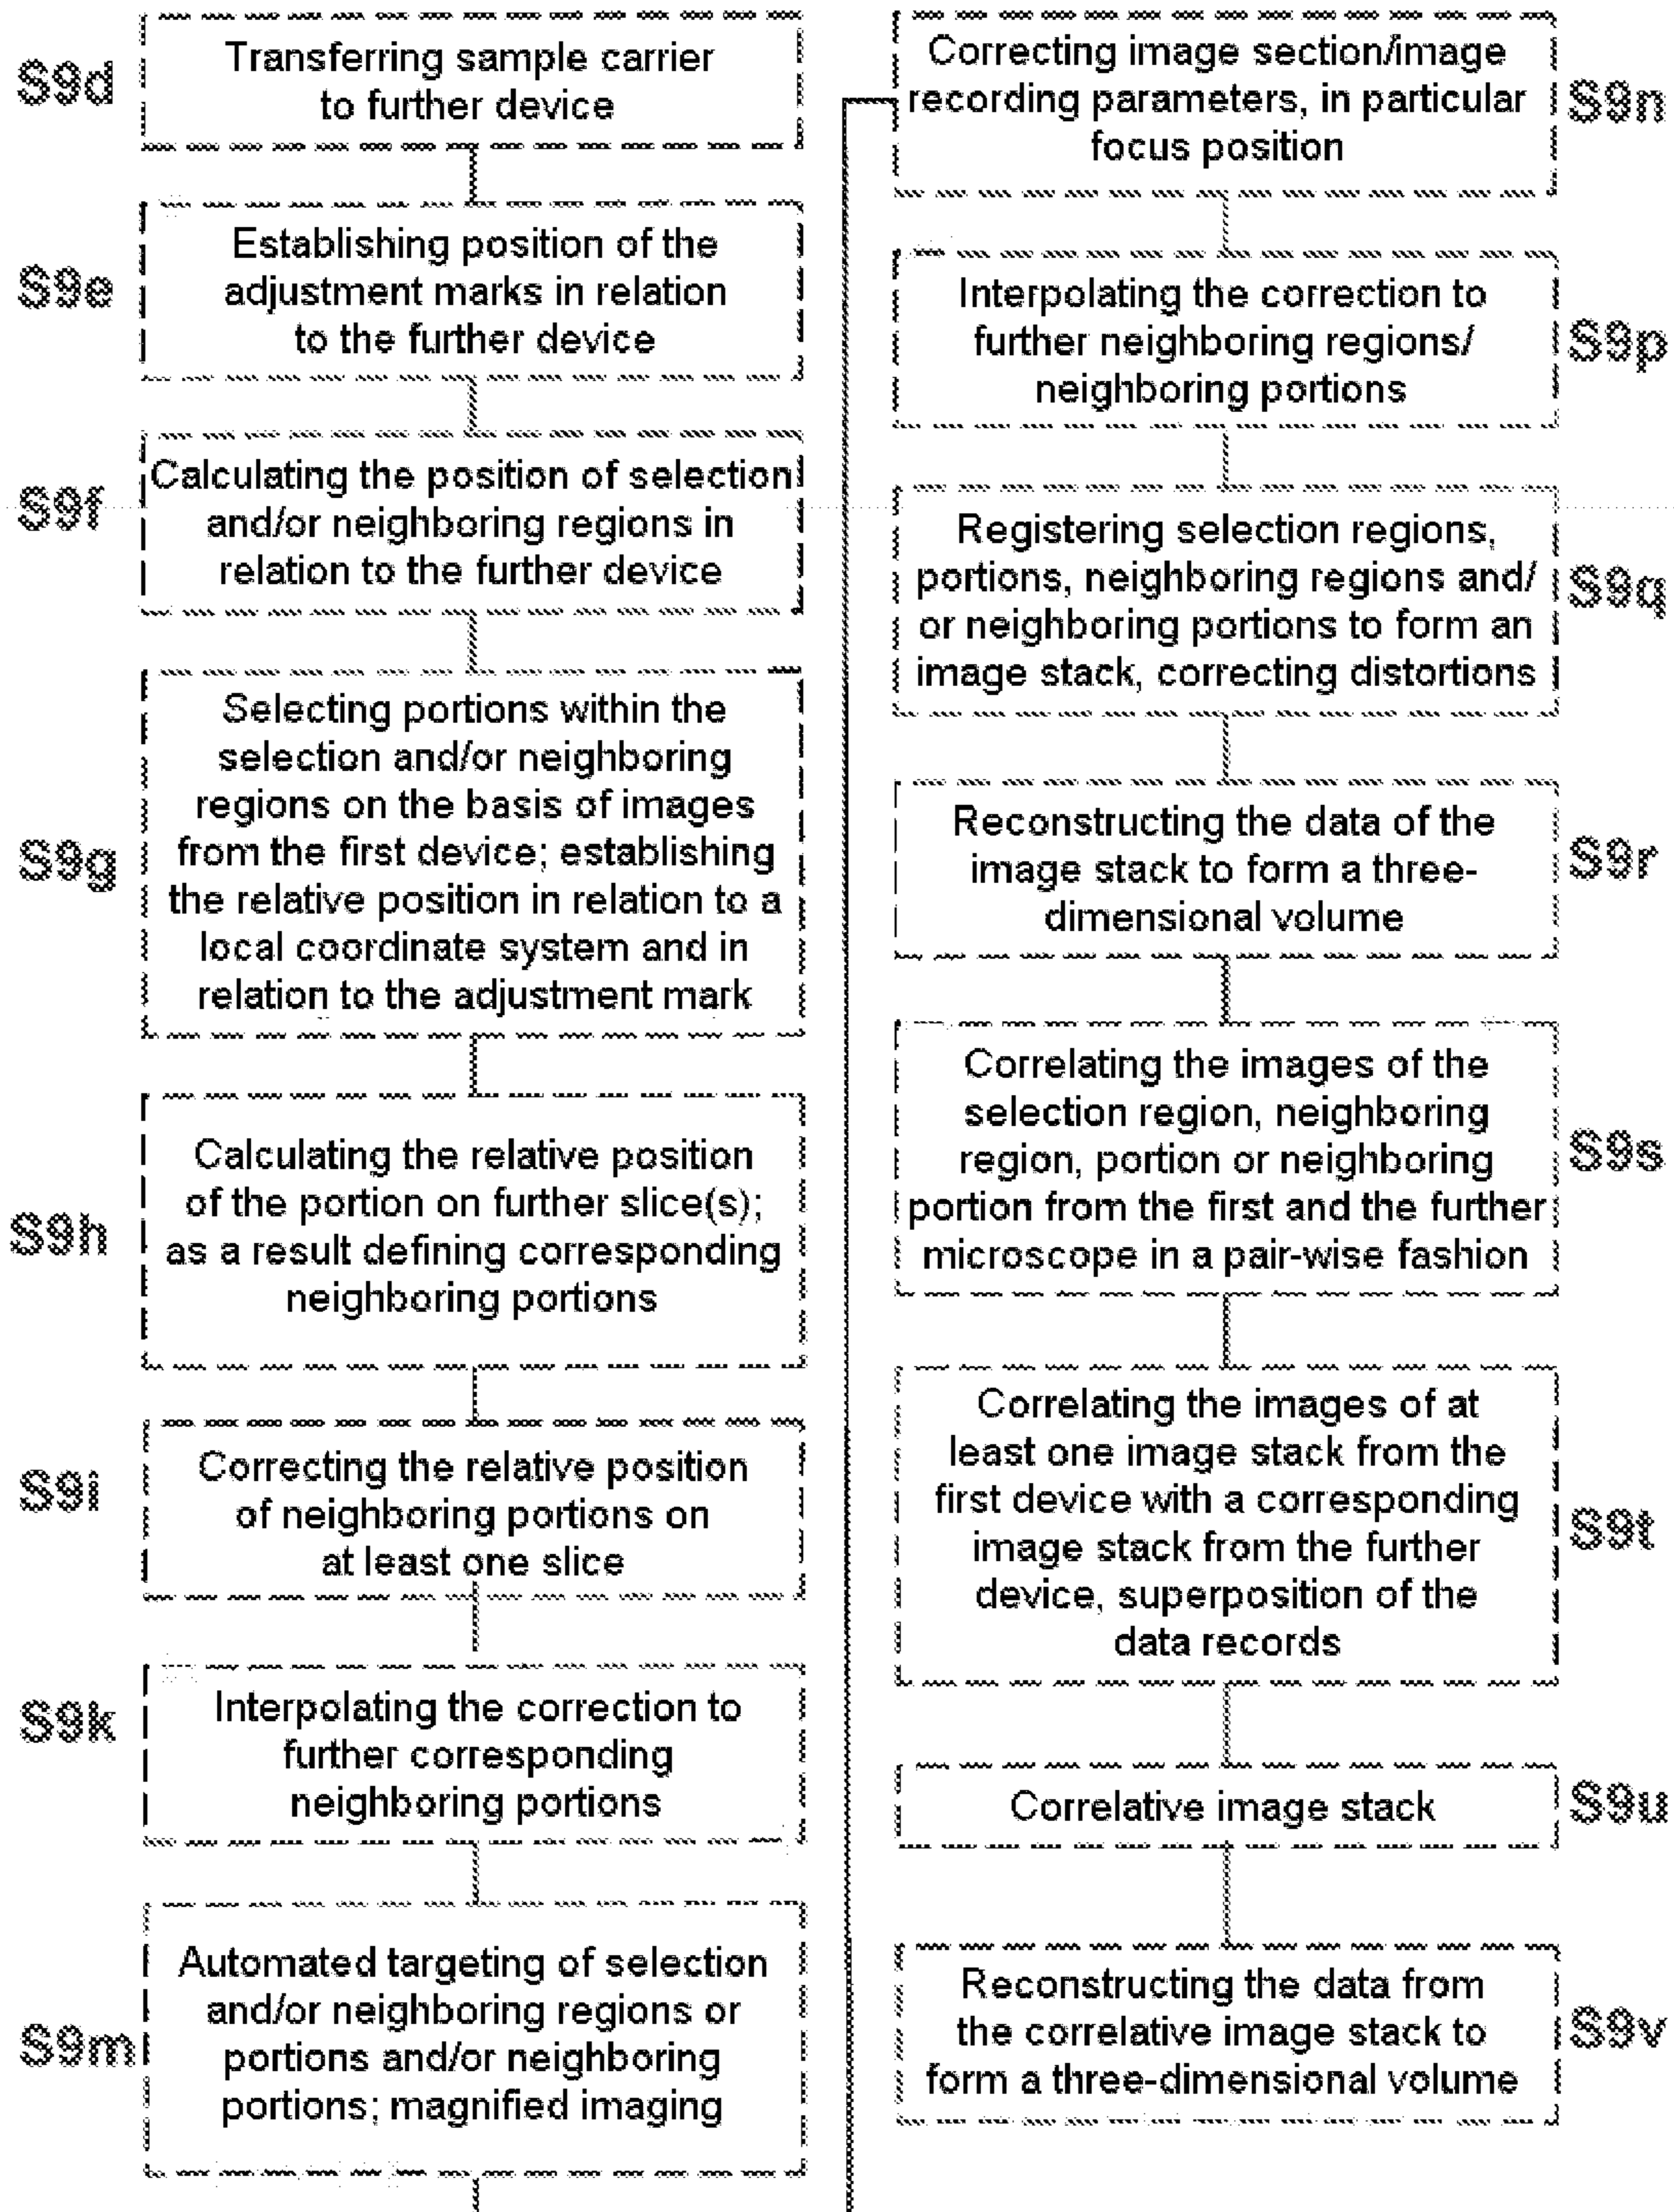 S9d
Transferring sample carrier
to further device
S9e
Establishing position of the
adjustment marks in relation
to the further device
S9f
Calculating the position of selection
and/or neighboring regions in
relation to the further device
S9g
Selecting portions within the
selection and/or neighboring
regions on the basis of images
from the first device; establishing
the relative position in relation to a
local coordinate system and in
relation to the adjustment mark
S9h
Calculating the relative position
of the portion on further slice(s);
as a result defining corresponding
neighboring portions
S9i
Correcting the relative position
of neighboring portions on
at least one slice
S9k
Interpolating the correction to
further corresponding
neighboring portions
S9m
Automated targeting of selection
and/or neighboring regions or
portions and/or neighboring
portions; magnified imaging
Correcting image section/image
recording parameters, in particular
focus position
S9n
Interpolating the correction to
further neighboring regions/
neighboring portions
S9p
Registering selection regions,
portions, neighboring regions and/
or neighboring portions to form an
image stack, correcting distortions
S9q
Reconstructing the data of the
image stack to form a three-
dimensional volume
S9r
Correlating the images of the
selection region, neighboring
region, portion or neighboring
portion from the first and the further
microscope in a pair-wise fashion
S9s
Correlating the images of at
least one image stack from the
first device with a corresponding
image stack from the further
device, superposition of the
data records
S9t
Correlative image stack
S9u
Reconstructing the data from
the correlative image stack to
form a three-dimensional volume
S9v